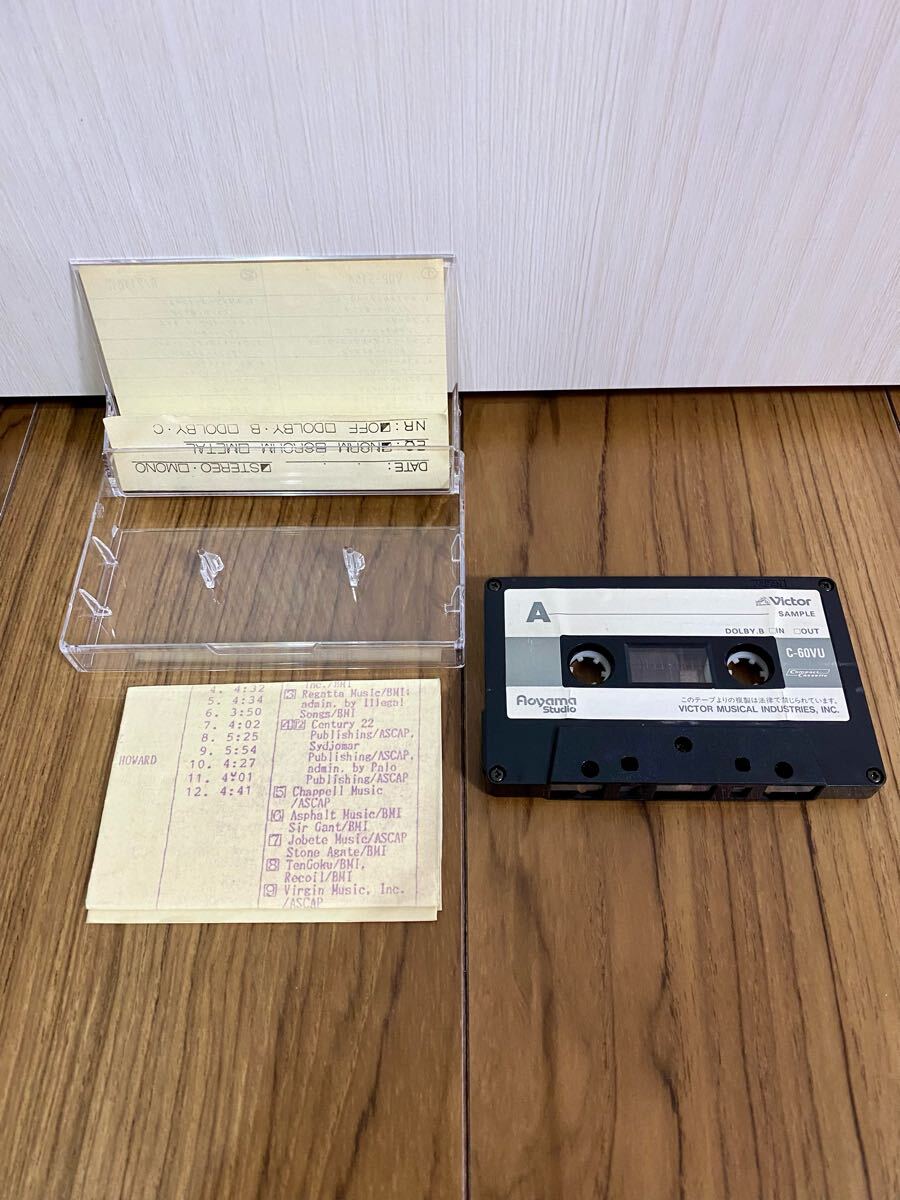 NR: ☑OFF □DOLBY·B □DOLBY·C
EQ: NORM CHROM □METAL
DATE: STEREO·□MONO
A
Victor
SAMPLE
DOLBY.B □IN □OUT
C-60VU
Compact Cassette
Aoyama
Studio
このテープよりの複製は法律で禁じられています。
VICTOR MUSICAL INDUSTRIES, INC.
HOWARD
4. 4:32
5. 4:34
6. 3:50
7. 4:02
8. 5:25
9. 5:54
10. 4:27
11. 4:01
12. 4:41
Inc./BMI
3 Regatta Music/BMI:
admin. by Illegal
Songs/BMI
Century 22
Publishing/ASCAP,
Sydjomar
Publishing/ASCAP,
admin. by Palo
Publishing/ASCAP
5 Chappell Music
/ASCAP
6 Asphalt Music/BMI
Sir Gant/BMI
7 Jobete Music/ASCAP
Stone Agate/BMI
8 TenGoku/BMI,
Recoil/BMI
9 Virgin Music, Inc.
/ASCAP